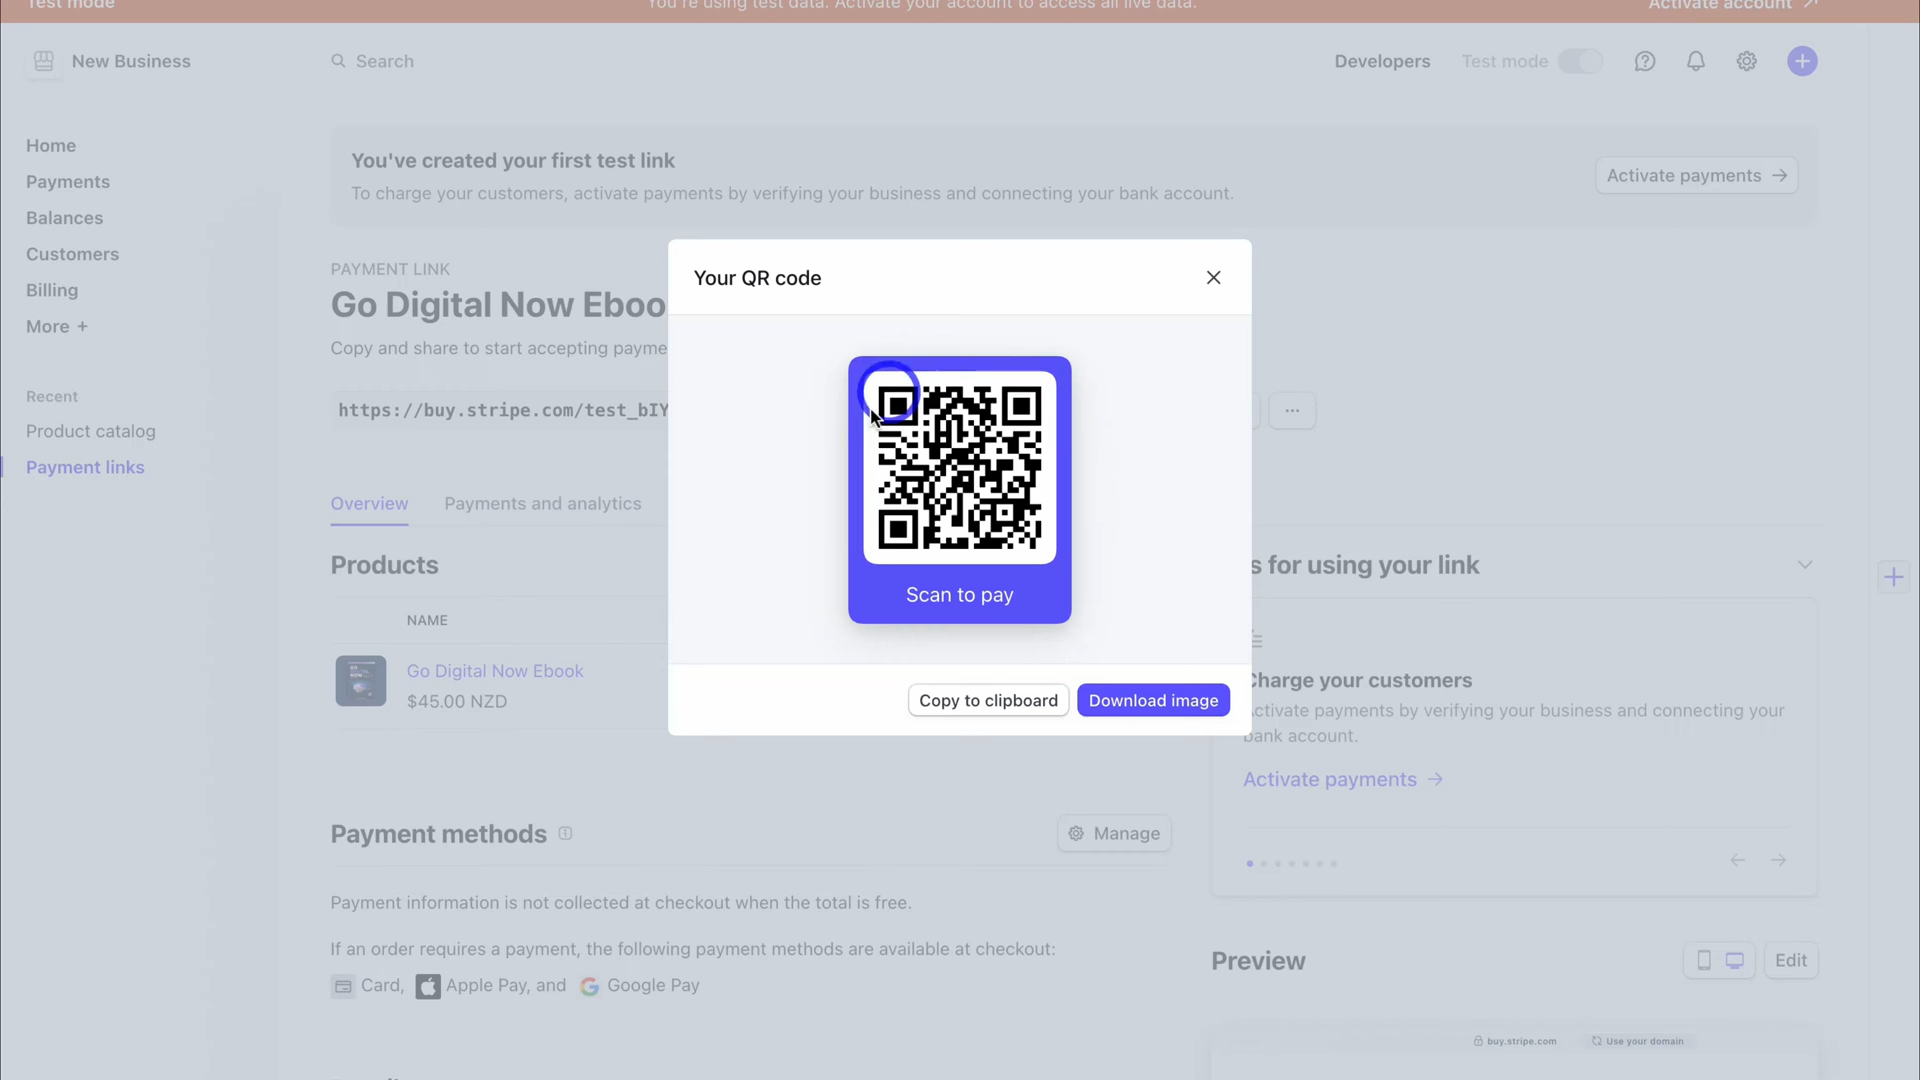 Test mode
You're using test data. Activate your account to access all live data.
Activate account
New Business
Search
Developers
Test mode
Home
Payments
Balances
Customers
Billing
More +
Recent
Product catalog
Payment links
You've created your first test link
To charge your customers, activate payments by verifying your business and connecting your bank account.
Activate payments →
PAYMENT LINK
Go Digital Now Eboo
Copy and share to start accepting payme
https://buy.stripe.com/test_bIY
...
Overview
Payments and analytics
Your QR code
Scan to pay
Copy to clipboard
Download image
Products
NAME
Go Digital Now Ebook
$45.00 NZD
s for using your link
Charge your customers
Activate payments by verifying your business and connecting your
bank account.
Activate payments →
Payment methods
Manage
Payment information is not collected at checkout when the total is free.
If an order requires a payment, the following payment methods are available at checkout:
Card, Apple Pay, and Google Pay
Preview
Edit
buy.stripe.com
Use your domain